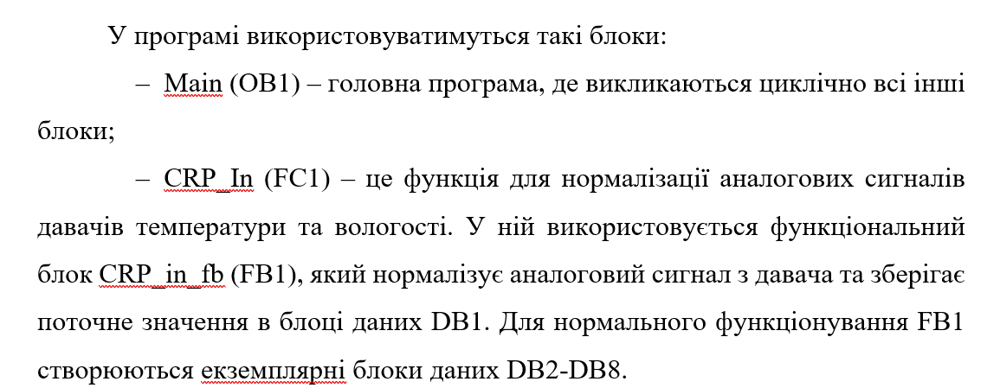 У програмі використовуватимуться такі блоки:
– Main (OB1) – головна програма, де викликаються циклічно всі інші
блоки;
– CRP_In (FC1) – це функція для нормалізації аналогових сигналів
давачів температури та вологості. У ній використовується функціональний
блок CRP_in_fb (FB1), який нормалізує аналоговий сигнал з давача та зберігає
поточне значення в блоці даних DB1. Для нормального функціонування FB1
створюються екземплярні блоки даних DB2-DB8.